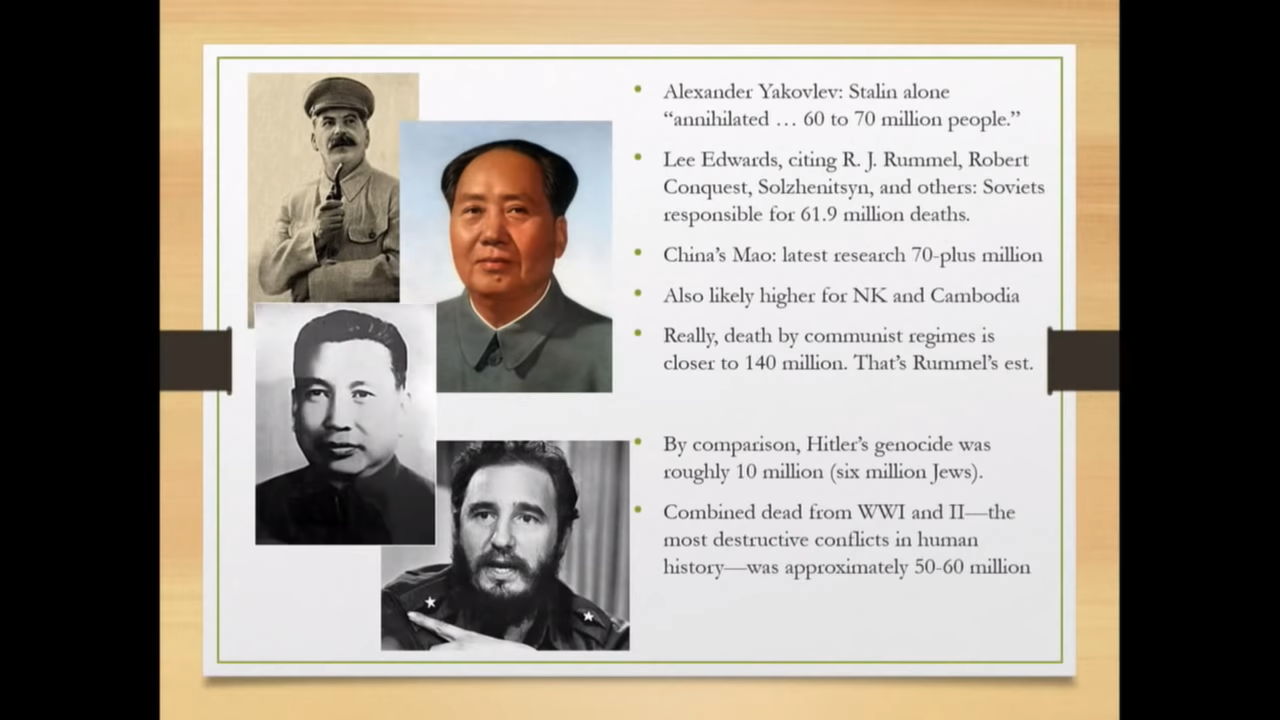 Alexander Yakovlev: Stalin alone
“annihilated … 60 to 70 million people.”
Lee Edwards, citing R. J. Rummel, Robert
Conquest, Solzhenitsyn, and others: Soviets
responsible for 61.9 million deaths.
China’s Mao: latest research 70-plus million
Also likely higher for NK and Cambodia
Really, death by communist regimes is
closer to 140 million. That’s Rummel’s est.
By comparison, Hitler’s genocide was
roughly 10 million (six million Jews).
Combined dead from WWI and II—the
most destructive conflicts in human
history—was approximately 50-60 million